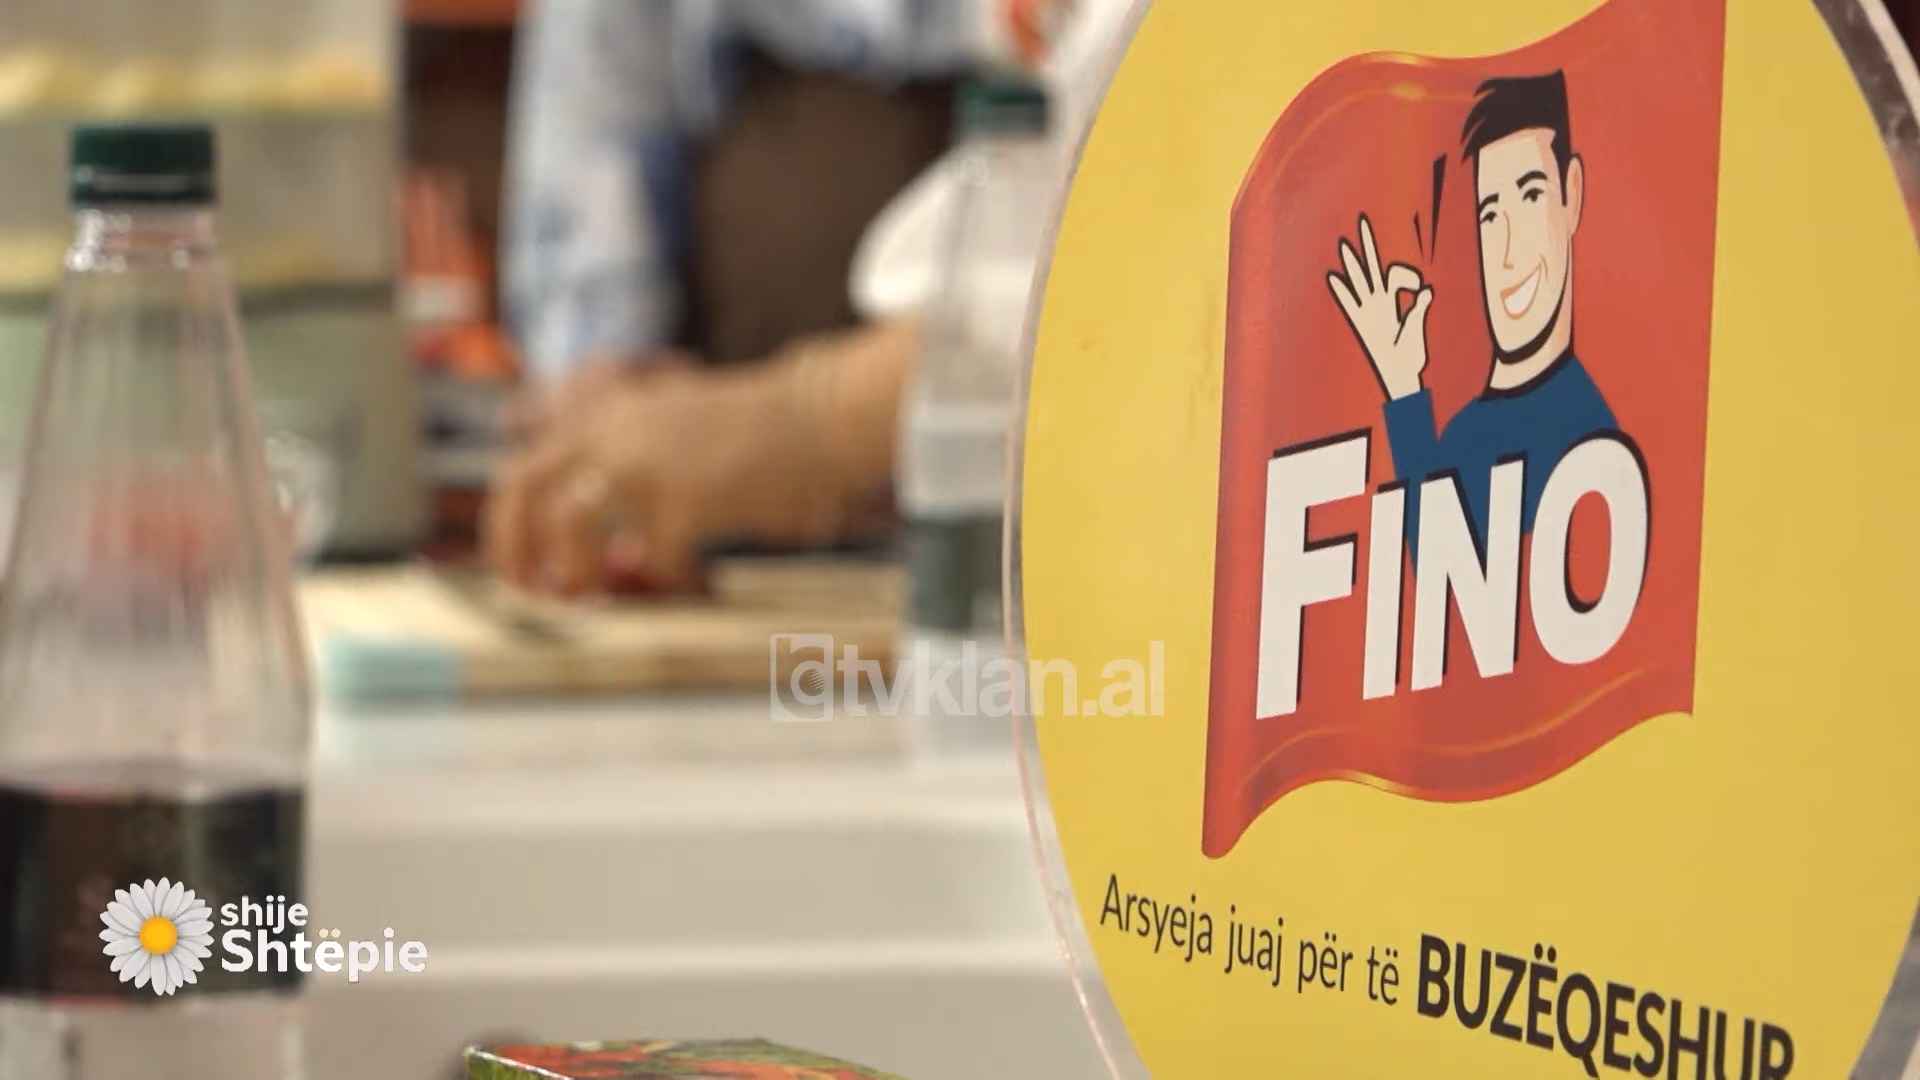 FINO
Arsyeja juaj për të BUZËQESHUR
tvklan.al
shije
Shtëpie